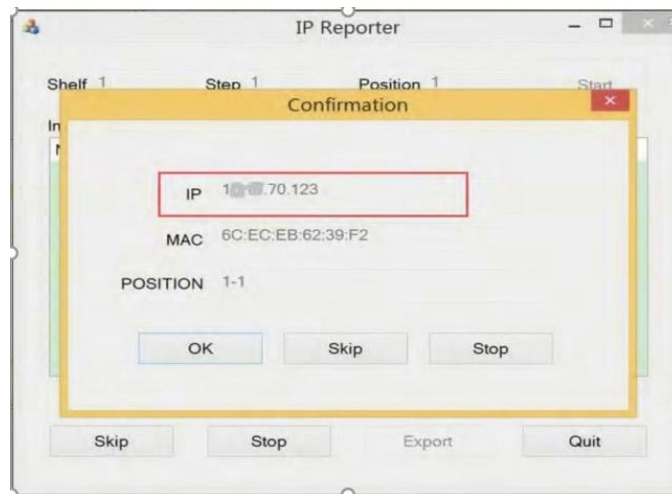 IP Reporter
Shelf 1 Step 1 Position 1 Start
Confirmation
IP .70.123
MAC 6C:EC:EB:62:39:F2
POSITION 1-1
OK Skip Stop
Skip Stop Export Quit